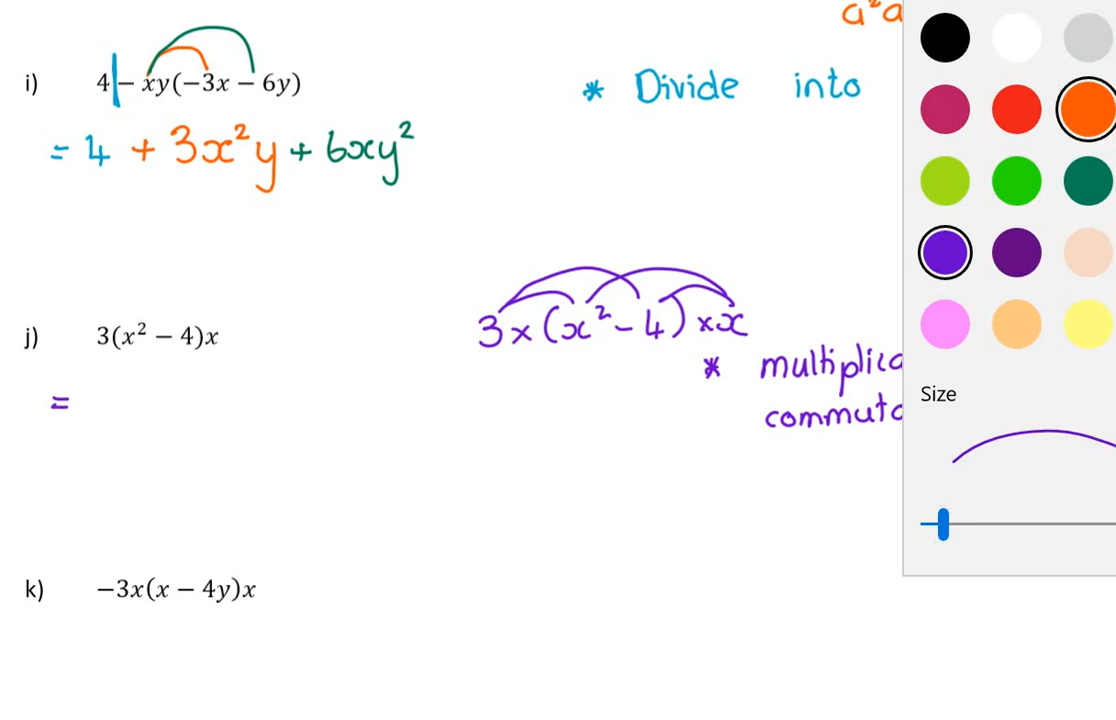 a²a
i) 4 − xy(−3x − 6y)
* Divide into
= 4 + 3x²y + 6xy²
3×(x²−4)×x
j) 3(x² − 4)x
* multiplica
commuta
=
Size
k) −3x(x − 4y)x